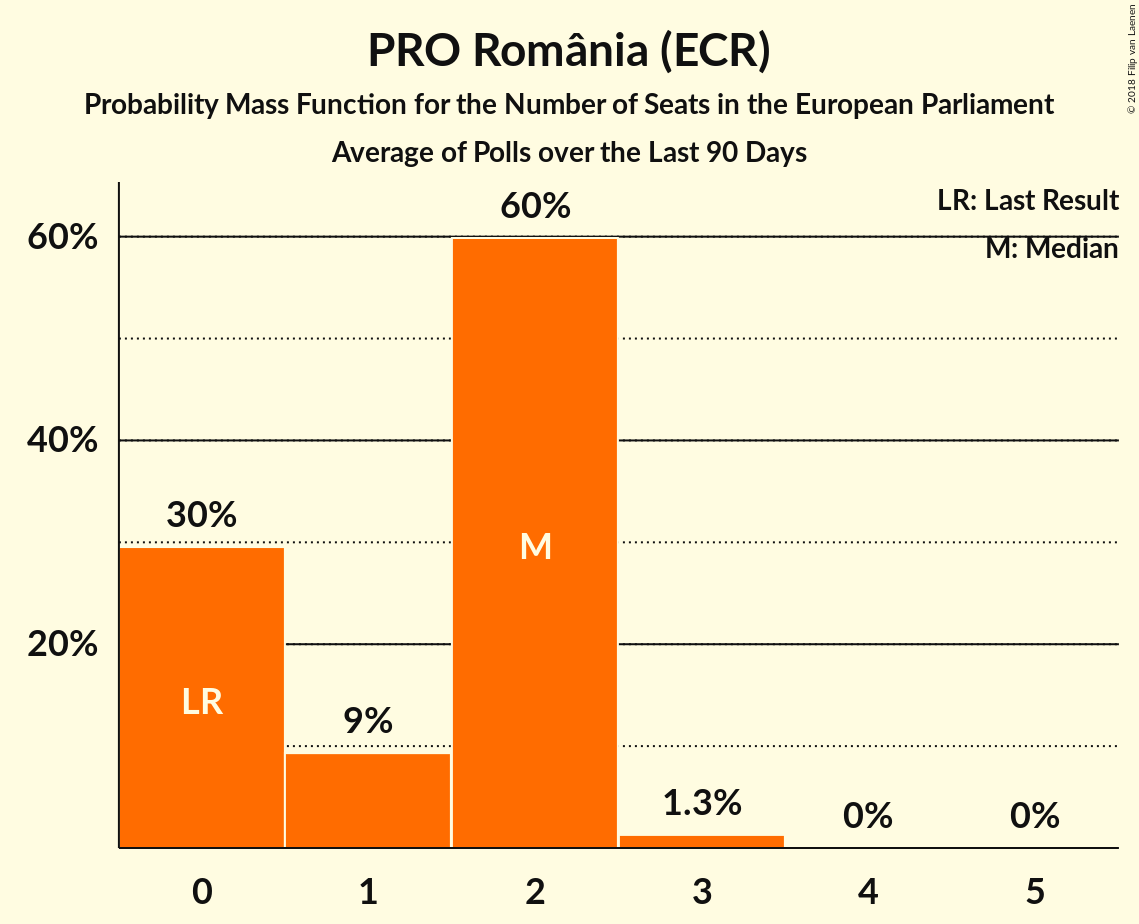 PRO România (ECR)
Probability Mass Function for the Number of Seats in the European Parliament
Average of Polls over the Last 90 Days
© 2018 Filip van Laenen
LR: Last Result
M: Median
60%
40%
20%
30%
9%
60%
1.3%
0%
0%
LR
M
0 1 2 3 4 5